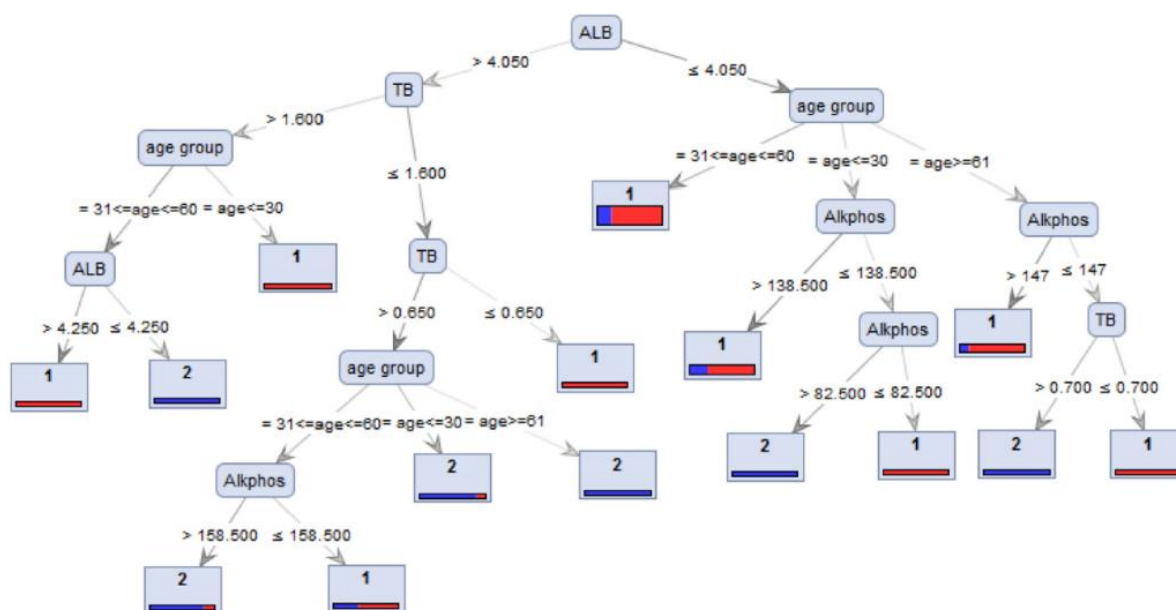 ALB
> 4.050 ≤ 4.050
TB age group
> 1.600 ≤ 1.600 = 31<=age<=60 = age<=30 = age>=61
age group 1 Alkphos Alkphos
= 31<=age<=60 = age<=30
ALB 1 TB
> 138.500 ≤ 138.500 > 147 ≤ 147
> 4.250 ≤ 4.250 > 0.650 ≤ 0.650
1 Alkphos 1 TB
1 2 age group 1
> 82.500 ≤ 82.500 > 0.700 ≤ 0.700
= 31<=age<=60 = age<=30 = age>=61
2 1 2 1
Alkphos 2 2
> 158.500 ≤ 158.500
2 1